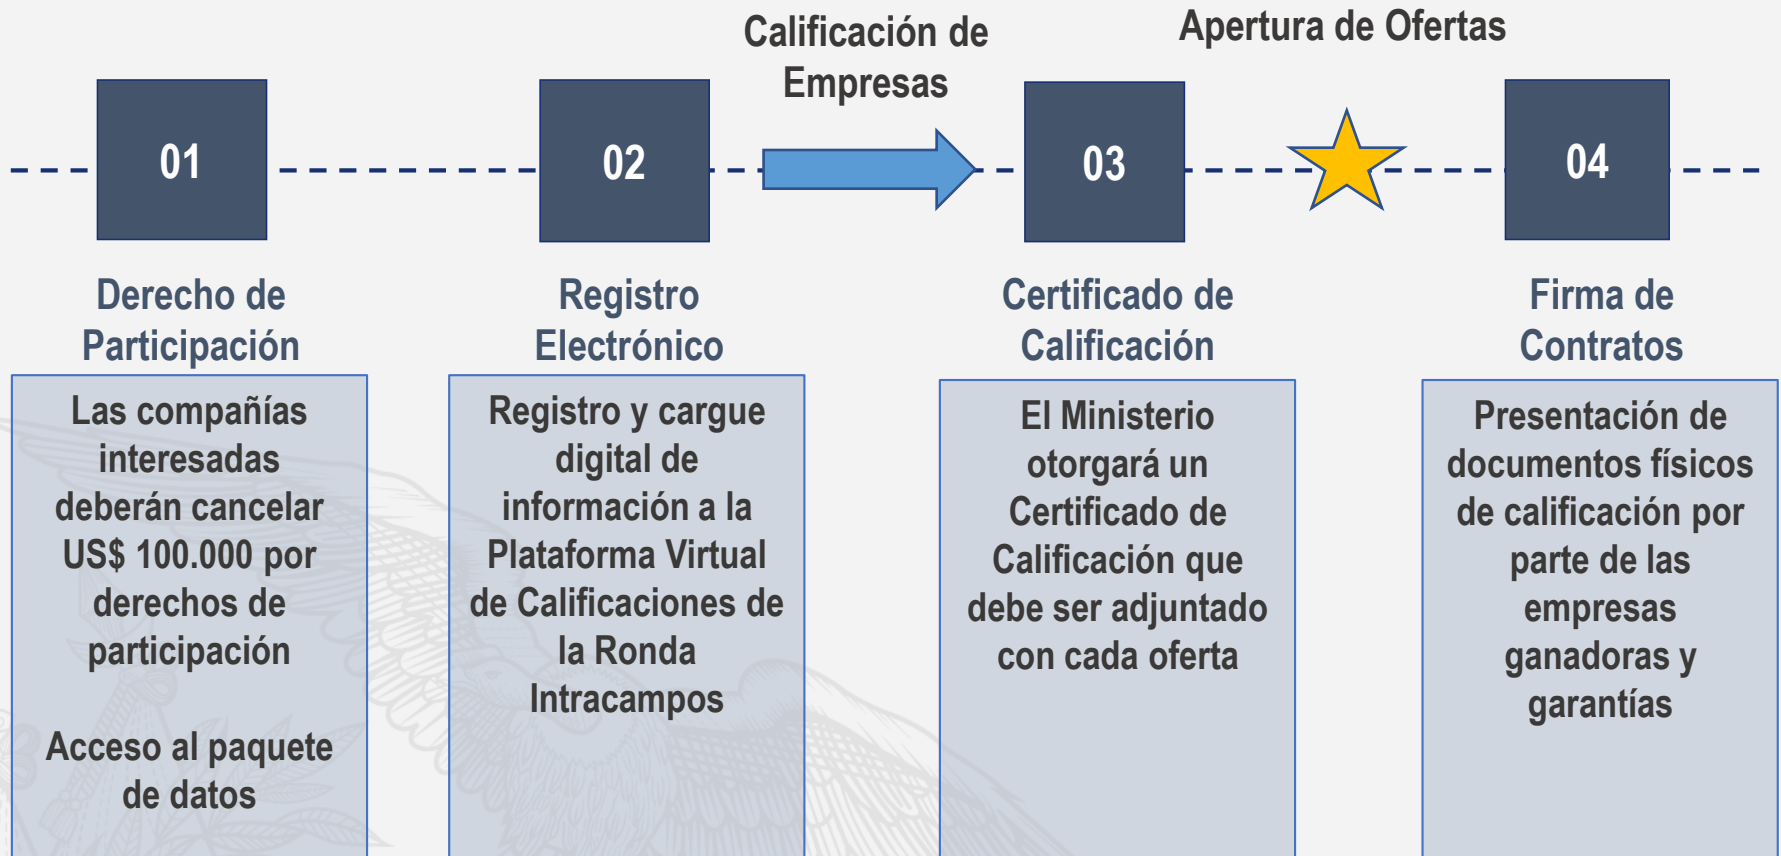 Calificación de
Empresas
Apertura de Ofertas
01
02
03
04
Derecho de
Participación
Las compañías
interesadas
deberán cancelar
US$ 100.000 por
derechos de
participación
Acceso al paquete
de datos
Registro
Electrónico
Registro y cargue
digital de
información a la
Plataforma Virtual
de Calificaciones de
la Ronda
Intracampos
Certificado de
Calificación
El Ministerio
otorgará un
Certificado de
Calificación que
debe ser adjuntado
con cada oferta
Firma de
Contratos
Presentación de
documentos físicos
de calificación por
parte de las
empresas
ganadoras y
garantías